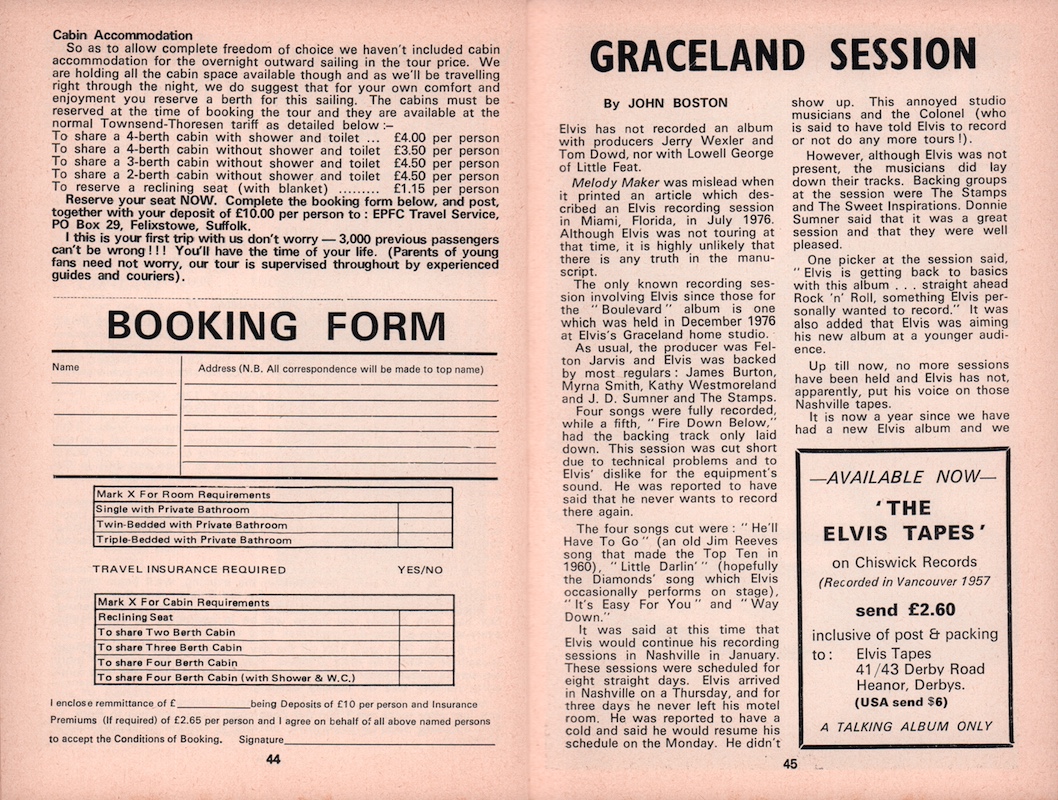 Cabin Accommodation
So as to allow complete freedom of choice we haven't included cabin
accommodation for the overnight outward sailing in the tour price. We
are holding all the cabin space available though and as we'll be travelling
right through the night, we do suggest that for your own comfort and
enjoyment you reserve a berth for this sailing. The cabins must be
reserved at the time of booking the tour and they are available at the
normal Townsend-Thoresen tariff as detailed below :–
To share a 4-berth cabin with shower and toilet ... £4.00 per person
To share a 4-berth cabin without shower and toilet £3.50 per person
To share a 3-berth cabin without shower and toilet £4.50 per person
To share a 2-berth cabin without shower and toilet £4.50 per person
To reserve a reclining seat (with blanket) ......... £1.15 per person
Reserve your seat NOW. Complete the booking form below, and post,
together with your deposit of £10.00 per person to : EPFC Travel Service,
PO Box 29, Felixstowe, Suffolk.
I this is your first trip with us don't worry — 3,000 previous passengers
can't be wrong ! ! ! You'll have the time of your life. (Parents of young
fans need not worry, our tour is supervised throughout by experienced
guides and couriers).
BOOKING FORM
Name
Address (N.B. All correspondence will be made to top name)
Mark X For Room Requirements
Single with Private Bathroom
Twin-Bedded with Private Bathroom
Triple-Bedded with Private Bathroom
TRAVEL INSURANCE REQUIRED YES/NO
Mark X For Cabin Requirements
Reclining Seat
To share Two Berth Cabin
To share Three Berth Cabin
To share Four Berth Cabin
To share Four Berth Cabin (with Shower & W.C.)
I enclose remmittance of £____________being Deposits of £10 per person and Insurance
Premiums (If required) of £2.65 per person and I agree on behalf of all above named persons
to accept the Conditions of Booking. Signature____________
44
GRACELAND SESSION
By JOHN BOSTON
Elvis has not recorded an album
with producers Jerry Wexler and
Tom Dowd, nor with Lowell George
of Little Feat.
Melody Maker was mislead when
it printed an article which des-
cribed an Elvis recording session
in Miami, Florida, in July 1976.
Although Elvis was not touring at
that time, it is highly unlikely that
there is any truth in the manu-
script.
The only known recording ses-
sion involving Elvis since those for
the "Boulevard" album is one
which was held in December 1976
at Elvis's Graceland home studio.
As usual, the producer was Fel-
ton Jarvis and Elvis was backed
by most regulars : James Burton,
Myrna Smith, Kathy Westmoreland
and J. D. Sumner and The Stamps.
Four songs were fully recorded,
while a fifth, "Fire Down Below,"
had the backing track only laid
down. This session was cut short
due to technical problems and to
Elvis' dislike for the equipment's
sound. He was reported to have
said that he never wants to record
there again.
The four songs cut were : "He'll
Have To Go" (an old Jim Reeves
song that made the Top Ten in
1960), "Little Darlin'" (hopefully
the Diamonds' song which Elvis
occasionally performs on stage),
"It's Easy For You" and "Way
Down."
It was said at this time that
Elvis would continue his recording
sessions in Nashville in January.
These sessions were scheduled for
eight straight days. Elvis arrived
in Nashville on a Thursday, and for
three days he never left his motel
room. He was reported to have a
cold and said he would resume his
schedule on the Monday. He didn't
show up. This annoyed studio
musicians and the Colonel (who
is said to have told Elvis to record
or not do any more tours !).
However, although Elvis was not
present, the musicians did lay
down their tracks. Backing groups
at the session were The Stamps
and The Sweet Inspirations. Donnie
Sumner said that it was a great
session and that they were well
pleased.
One picker at the session said,
"Elvis is getting back to basics
with this album . . . straight ahead
Rock 'n' Roll, something Elvis per-
sonally wanted to record." It was
also added that Elvis was aiming
his new album at a younger audi-
ence.
Up till now, no more sessions
have been held and Elvis has not,
apparently, put his voice on those
Nashville tapes.
It is now a year since we have
had a new Elvis album and we
—AVAILABLE NOW—
'THE
ELVIS TAPES'
on Chiswick Records
(Recorded in Vancouver 1957
send £2.60
inclusive of post & packing
to : Elvis Tapes
41/43 Derby Road
Heanor, Derbys.
(USA send $6)
A TALKING ALBUM ONLY
45